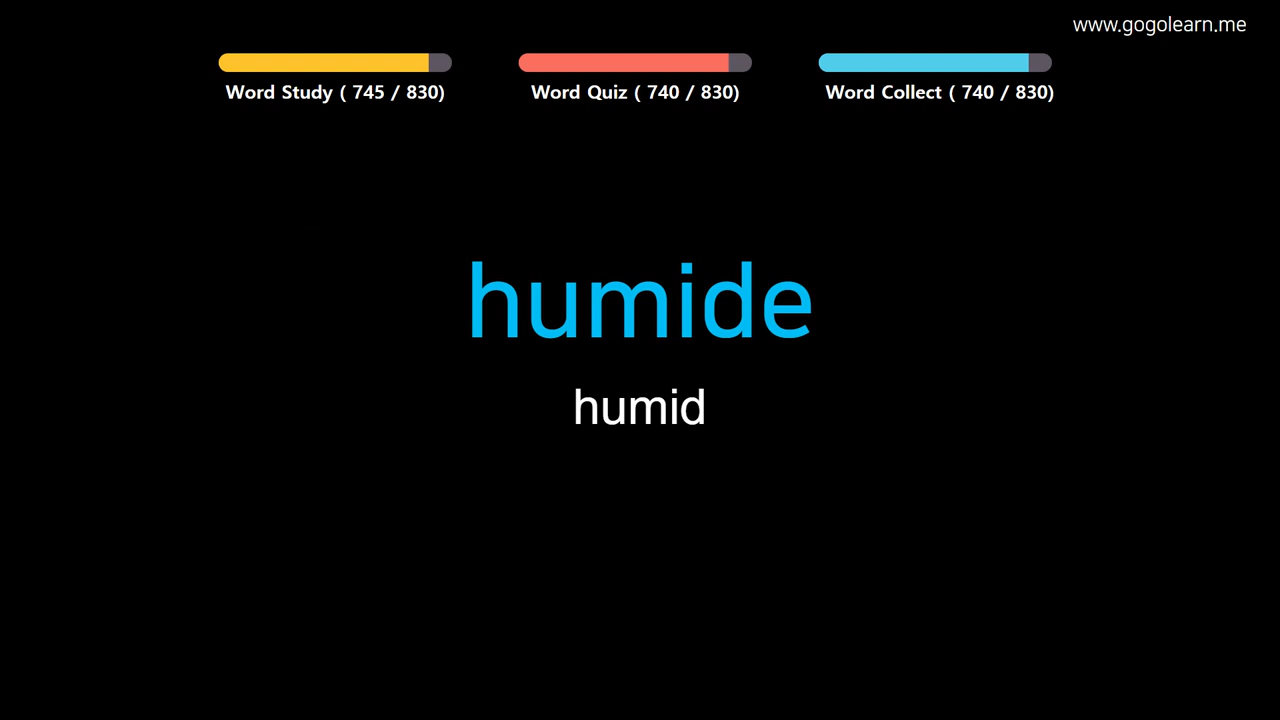 www.gogolearn.me
Word Study ( 745 / 830)
Word Quiz ( 740 / 830)
Word Collect ( 740 / 830)
humide
humid